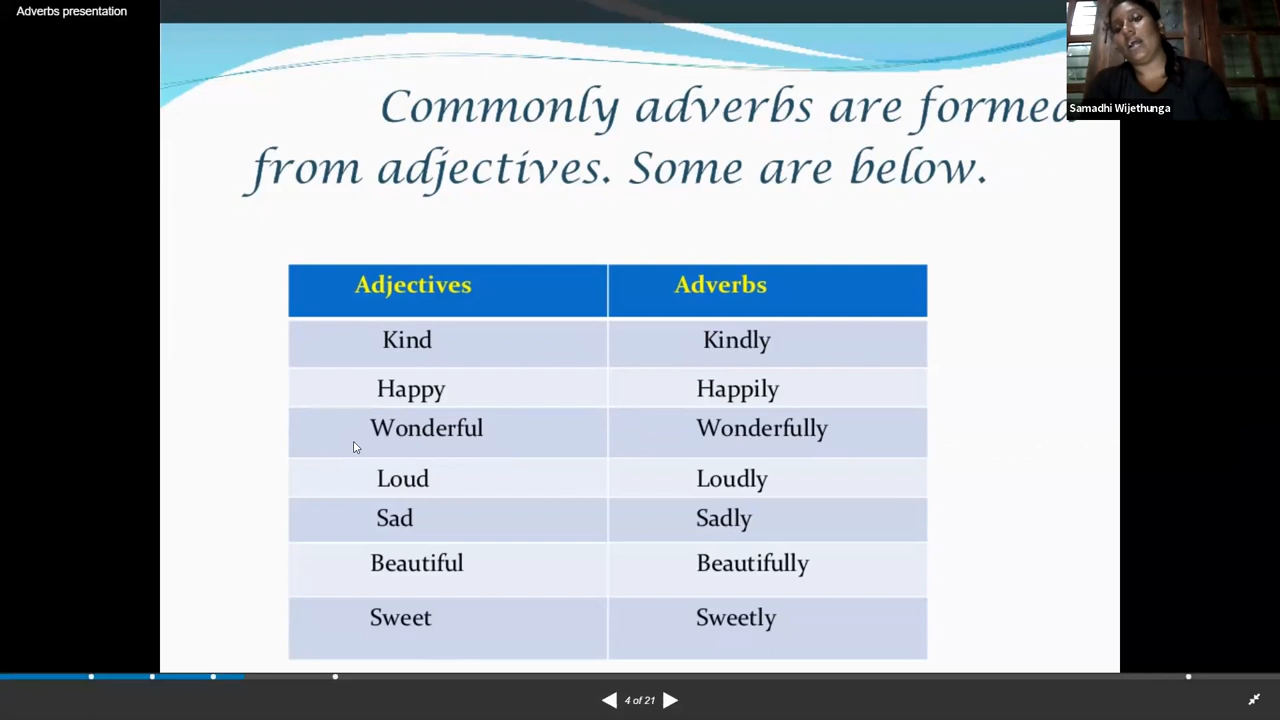 Adverbs presentation
Commonly adverbs are formed
from adjectives. Some are below.
Samadhi Wijethunga
Adjectives Adverbs
Kind Kindly
Happy Happily
Wonderful Wonderfully
Loud Loudly
Sad Sadly
Beautiful Beautifully
Sweet Sweetly
4 of 21